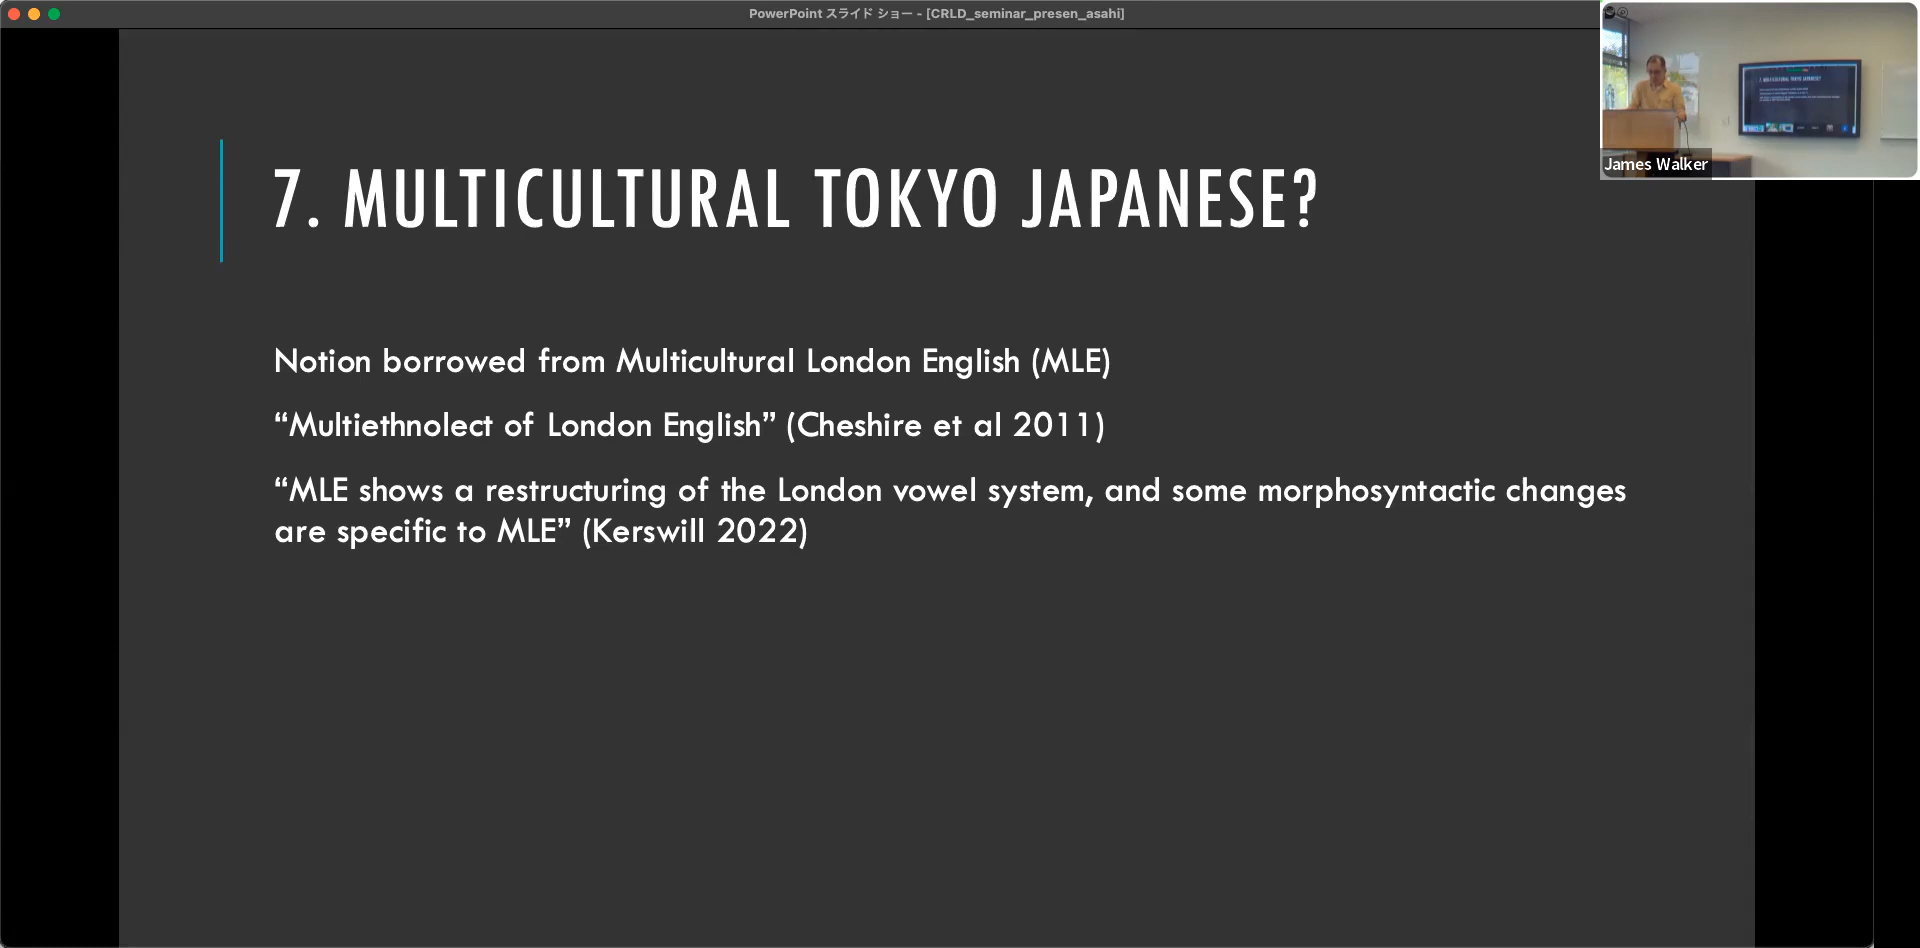 PowerPoint スライド ショー - [CRLD_seminar_presen_asahi]
James Walker
7. MULTICULTURAL TOKYO JAPANESE?
Notion borrowed from Multicultural London English (MLE)
“Multiethnolect of London English” (Cheshire et al 2011)
“MLE shows a restructuring of the London vowel system, and some morphosyntactic changes
are specific to MLE” (Kerswill 2022)